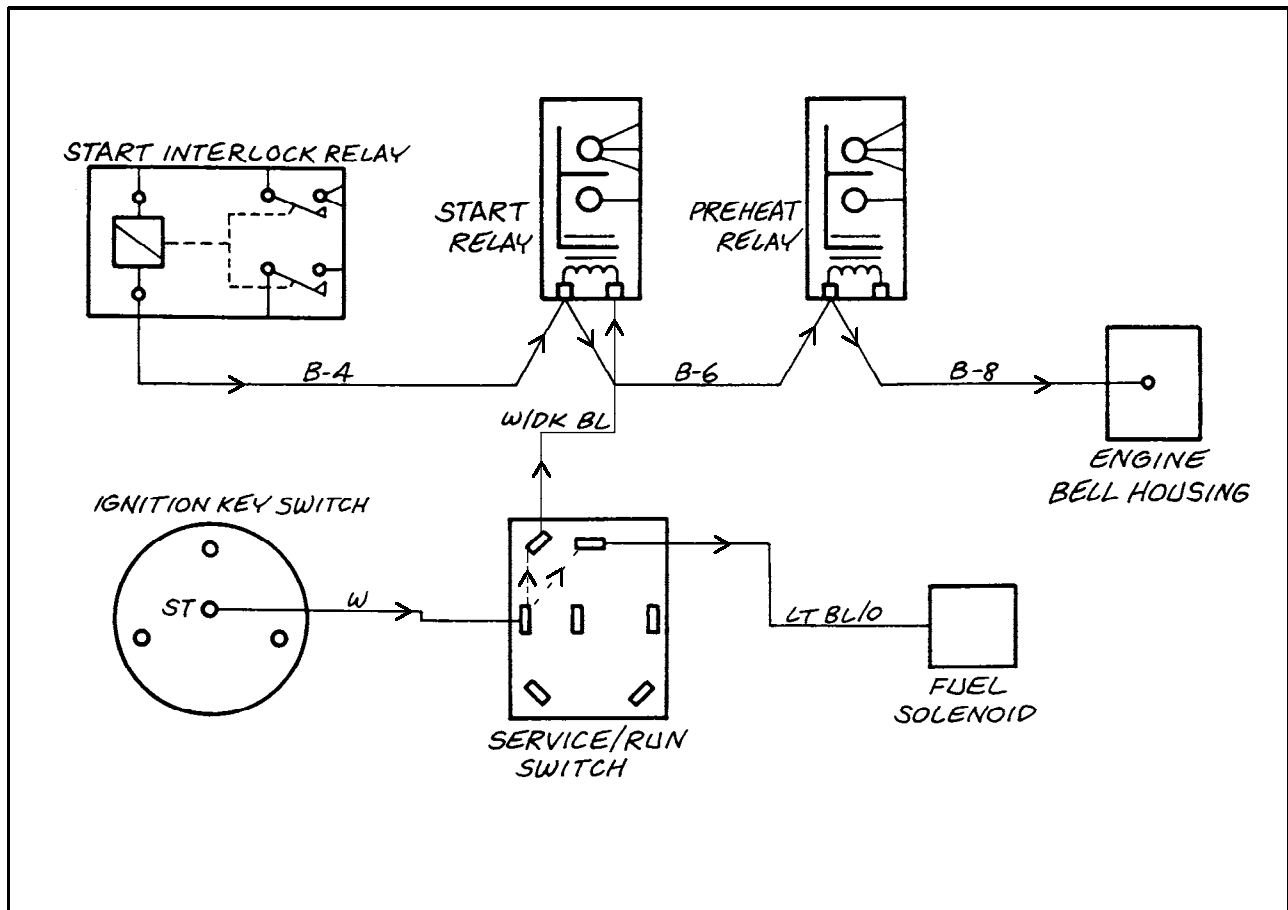 START INTERLOCK RELAY
START
RELAY
PREHEAT
RELAY
B-4
B-6
B-8
W/DK BL
ENGINE
BELL HOUSING
IGNITION KEY SWITCH
ST
W
LT BL/O
FUEL
SOLENOID
SERVICE/RUN
SWITCH